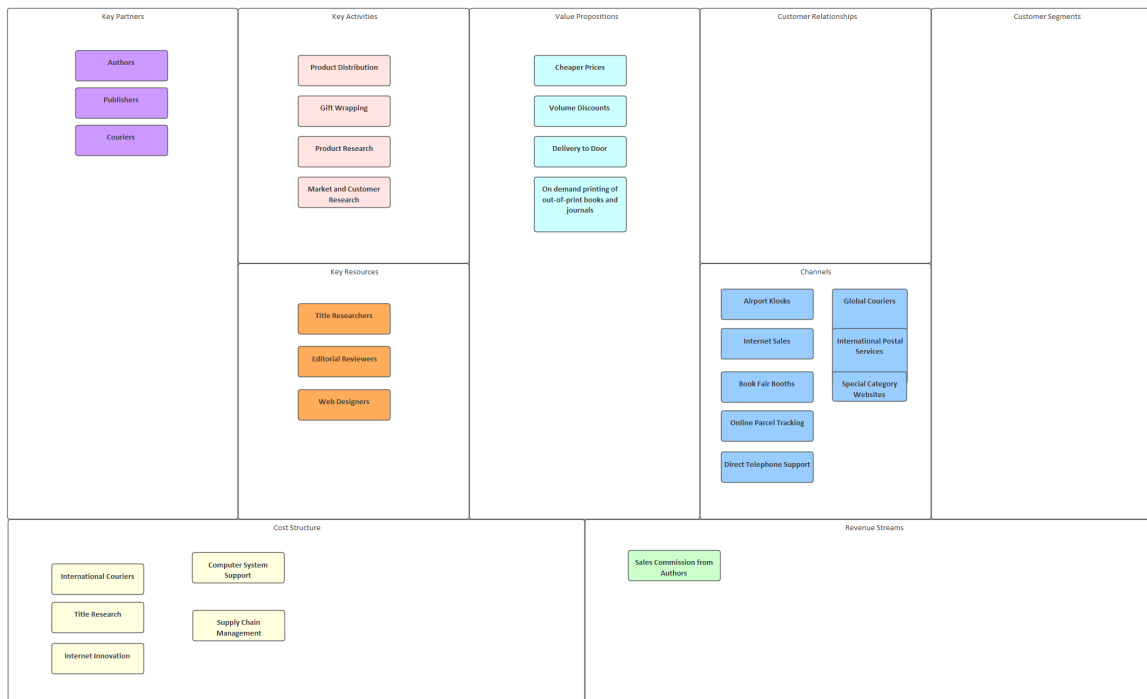 Key Partners
Authors
Publishers
Couriers
Key Activities
Product Distribution
Gift Wrapping
Product Research
Market and Customer
Research
Key Resources
Title Researchers
Editorial Reviewers
Web Designers
Value Propositions
Cheaper Prices
Volume Discounts
Delivery to Door
On demand printing of
out-of-print books and
journals
Customer Relationships
Channels
Airport Kiosks
Internet Sales
Book Fair Booths
Online Parcel Tracking
Direct Telephone Support
Global Couriers
International Postal
Services
Special Category
Websites
Customer Segments
Cost Structure
International Couriers
Title Research
Internet Innovation
Computer System
Support
Supply Chain
Management
Revenue Streams
Sales Commission from
Authors